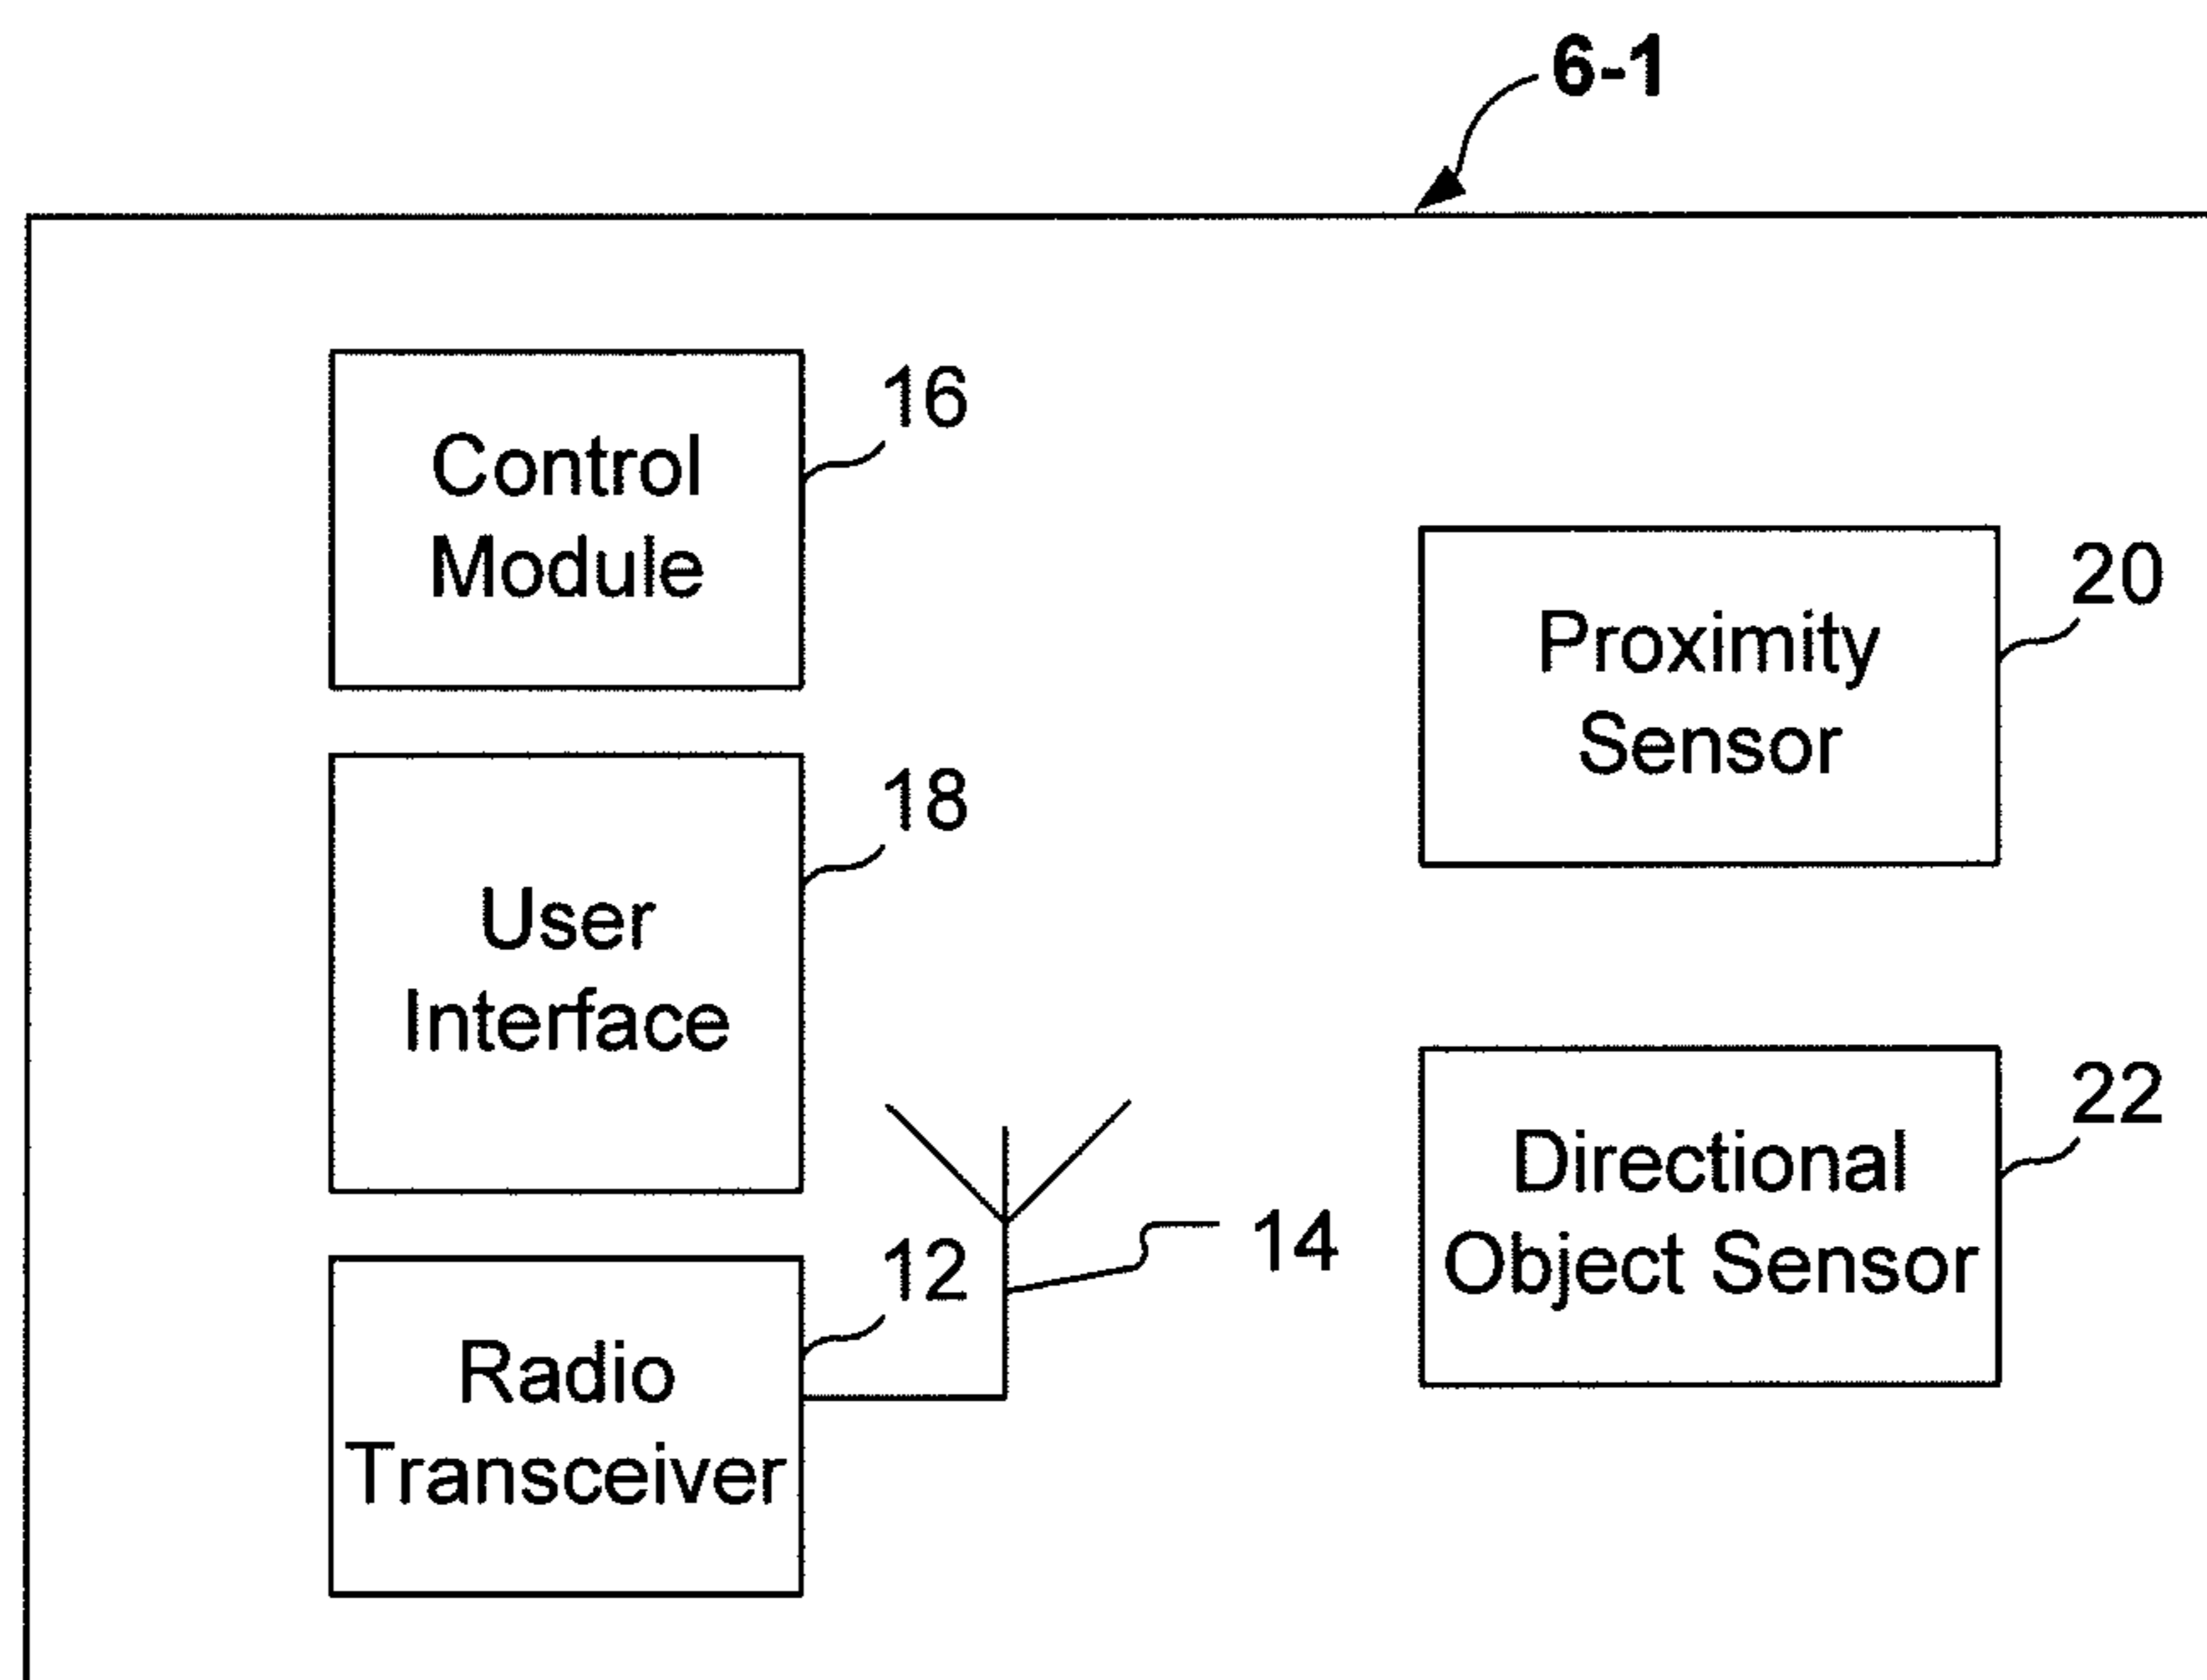 6-1
Control
Module
16
User
Interface
18
Radio
Transceiver
12
14
Proximity
Sensor
20
Directional
Object Sensor
22